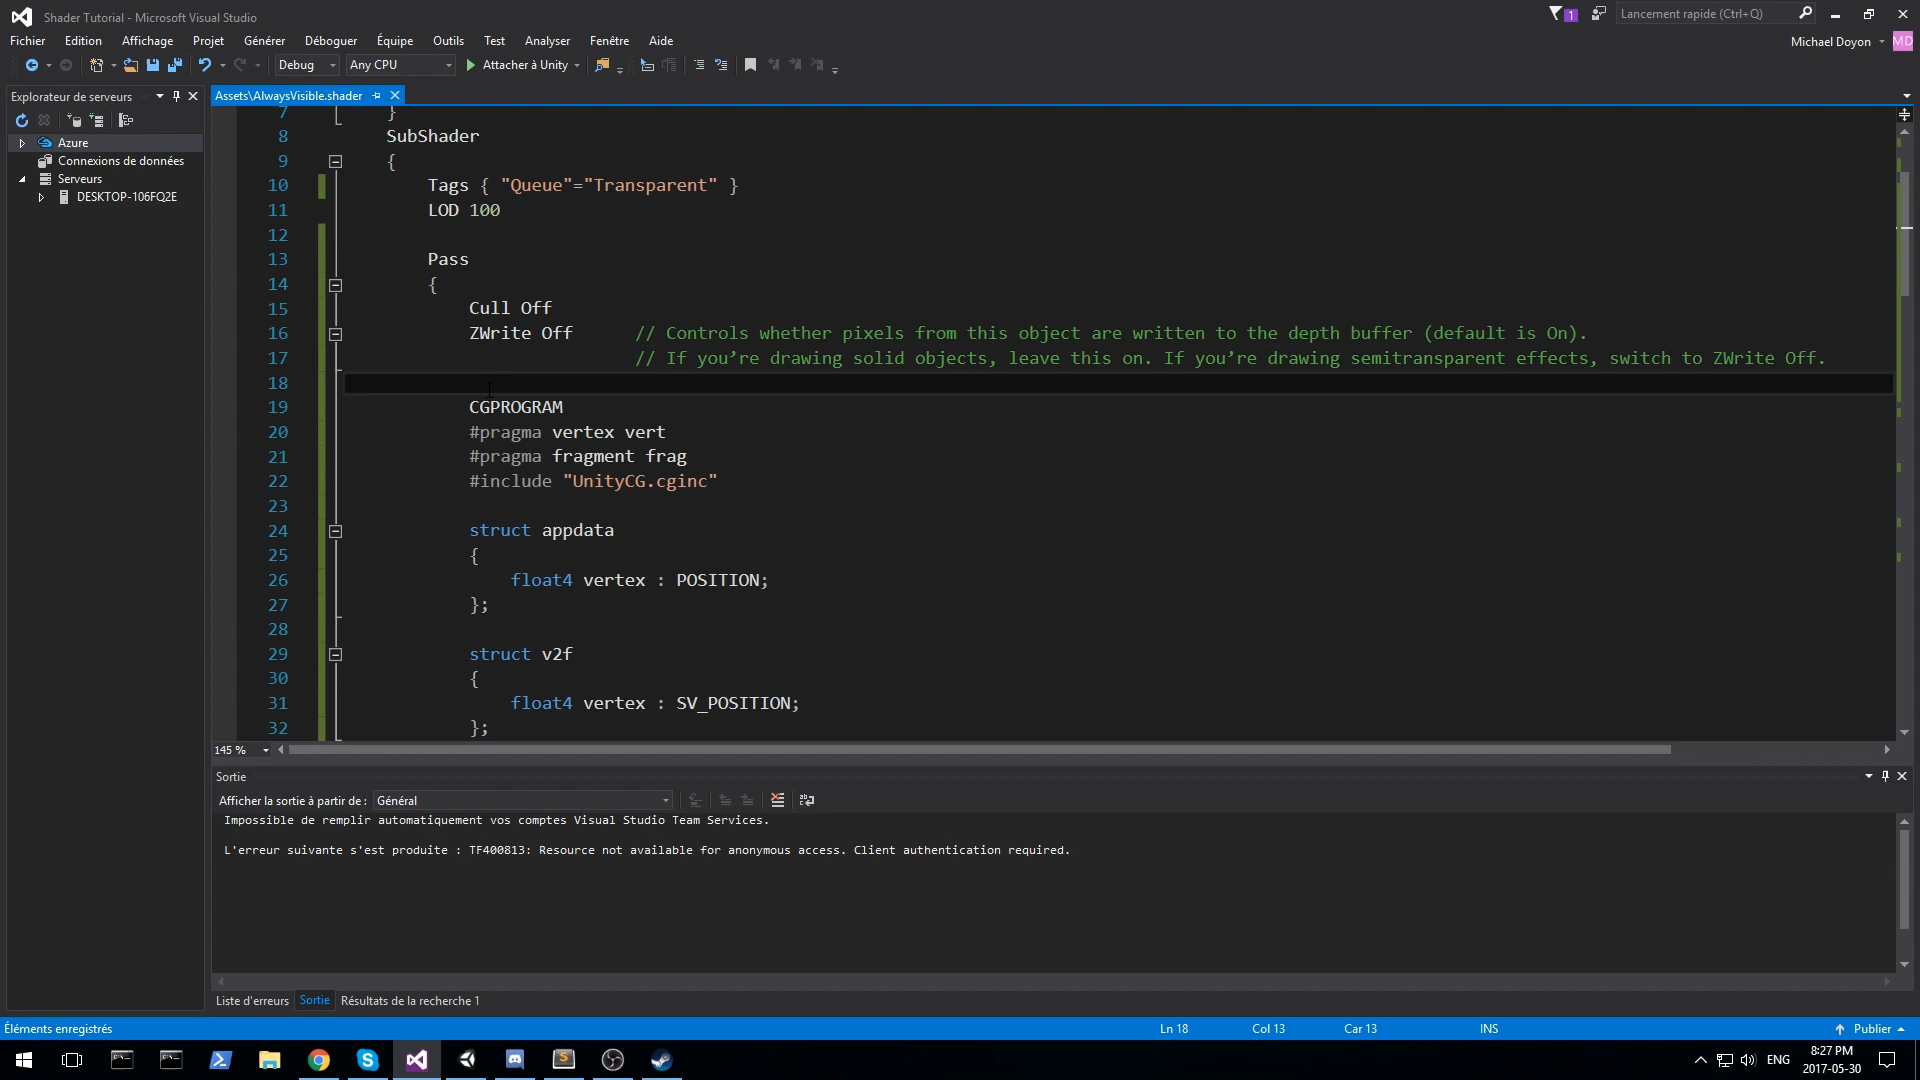 Shader Tutorial - Microsoft Visual Studio
1
Lancement rapide (Ctrl+Q)
Fichier Edition Affichage Projet Générer Déboguer Équipe Outils Test Analyser Fenêtre Aide
Michael Doyon
MD
Debug Any CPU Attacher à Unity
Explorateur de serveurs
Azure
Connexions de données
Serveurs
DESKTOP-106FQ2E
Assets\AlwaysVisible.shader
7 }
8 SubShader
9 {
10 Tags { "Queue"="Transparent" }
11 LOD 100
12
13 Pass
14 {
15 Cull Off
16 ZWrite Off // Controls whether pixels from this object are written to the depth buffer (default is On).
17 // If you’re drawing solid objects, leave this on. If you’re drawing semitransparent effects, switch to ZWrite Off.
18
19 CGPROGRAM
20 #pragma vertex vert
21 #pragma fragment frag
22 #include "UnityCG.cginc"
23
24 struct appdata
25 {
26 float4 vertex : POSITION;
27 };
28
29 struct v2f
30 {
31 float4 vertex : SV_POSITION;
32 };
145 %
Sortie
Afficher la sortie à partir de : Général
Impossible de remplir automatiquement vos comptes Visual Studio Team Services.
L'erreur suivante s'est produite : TF400813: Resource not available for anonymous access. Client authentication required.
Liste d'erreurs Sortie Résultats de la recherche 1
Éléments enregistrés Ln 18 Col 13 Car 13 INS Publier
ENG
8:27 PM
2017-05-30